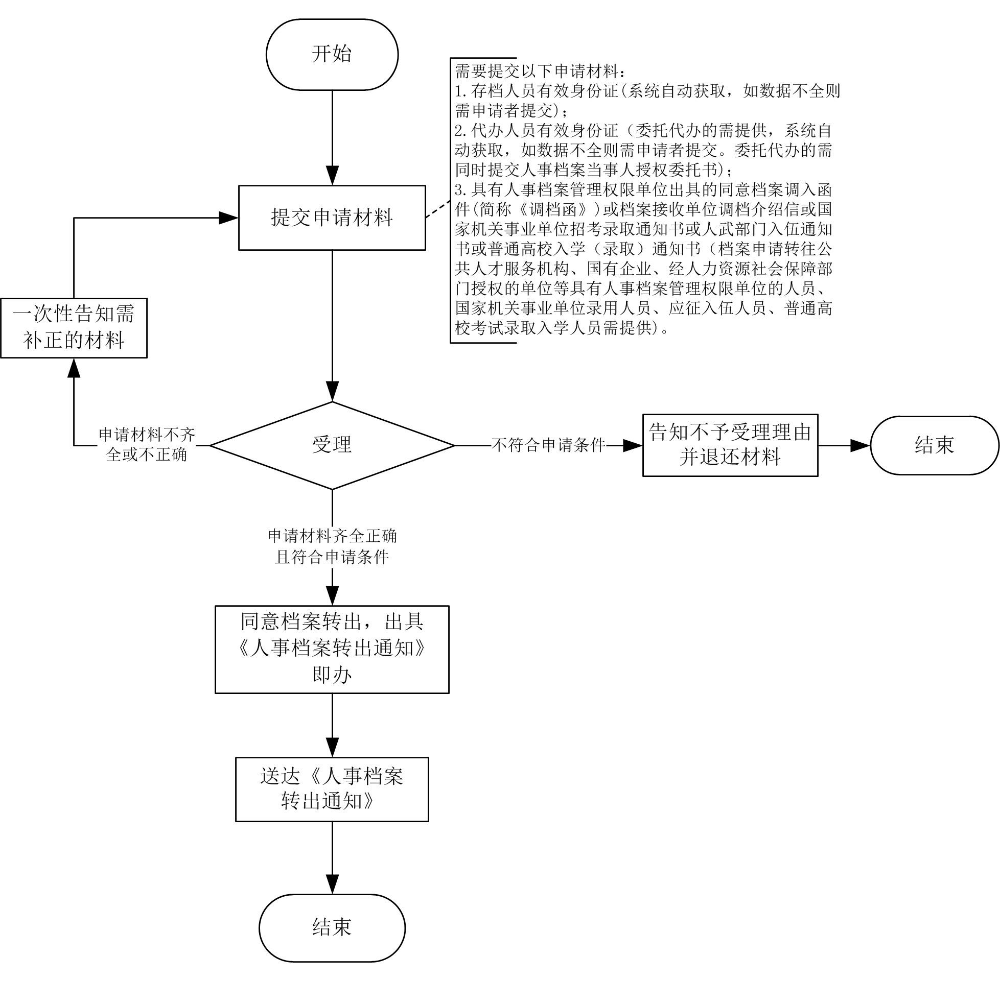 开始
需要提交以下申请材料：
1.存档人员有效身份证(系统自动获取，如数据不全则
需申请者提交)；
2.代办人员有效身份证（委托代办的需提供，系统自
动获取，如数据不全则需申请者提交。委托代办的需
同时提交人事档案当事人授权委托书)；
3.具有人事档案管理权限单位出具的同意档案调入函
件(简称《调档函》)或档案接收单位调档介绍信或国
家机关事业单位招考录取通知书或人武部门入伍通知
书或普通高校入学（录取）通知书（档案申请转往公
共人才服务机构、国有企业、经人力资源社会保障部
门授权的单位等具有人事档案管理权限单位的人员、
国家机关事业单位录用人员、应征入伍人员、普通高
校考试录取入学人员需提供)。
提交申请材料
一次性告知需
补正的材料
申请材料不齐
全或不正确
受理
不符合申请条件
告知不予受理理由
并退还材料
结束
申请材料齐全正确
且符合申请条件
同意档案转出，出具
《人事档案转出通知》
即办
送达《人事档案
转出通知》
结束